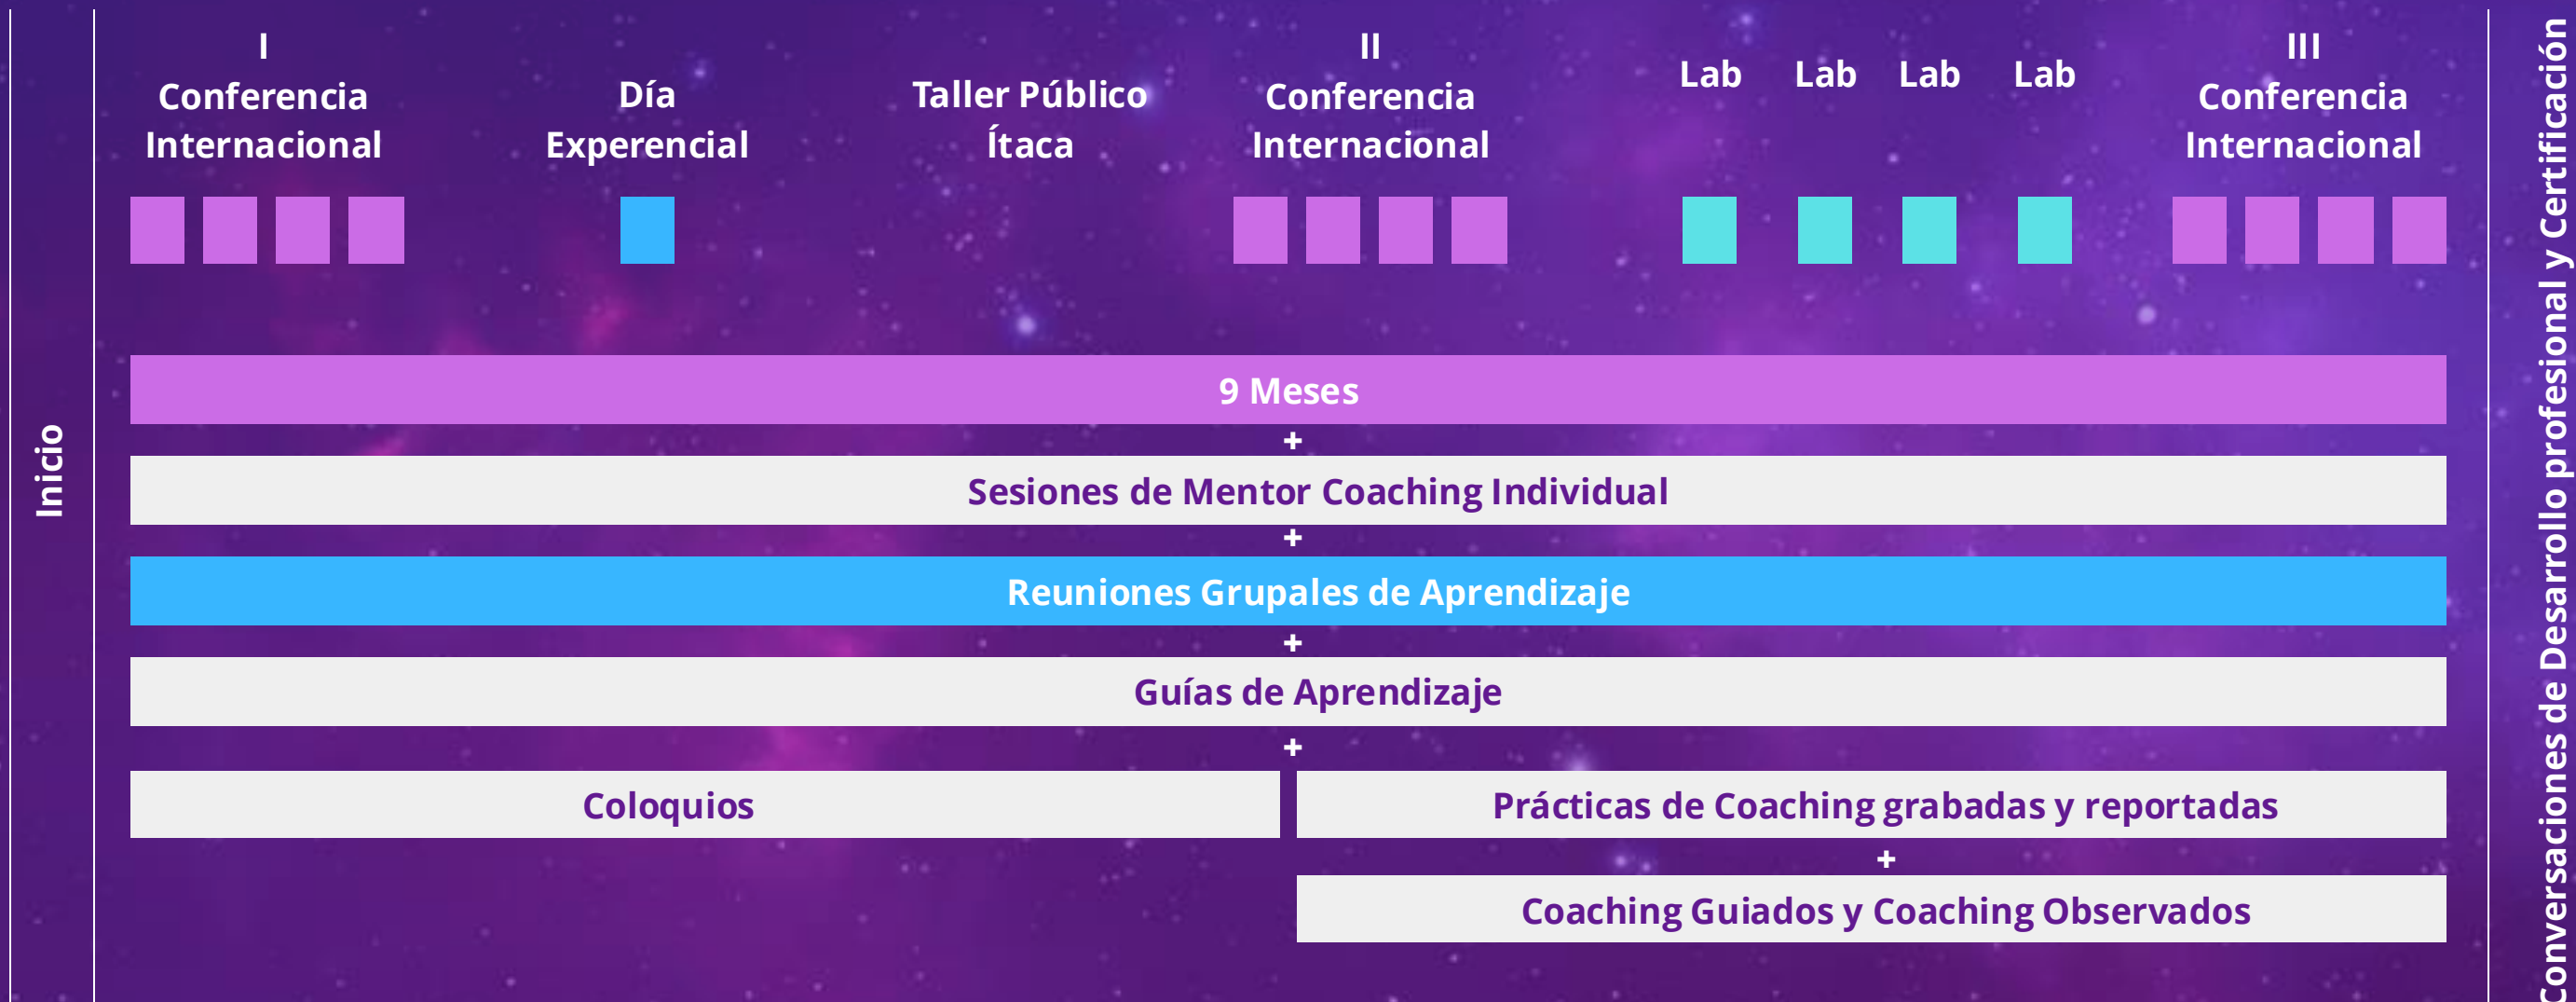 Inicio
I
Conferencia
Internacional
Día
Experencial
Taller Público
Ítaca
II
Conferencia
Internacional
Lab
Lab
Lab
Lab
III
Conferencia
Internacional
9 Meses
+
Sesiones de Mentor Coaching Individual
+
Reuniones Grupales de Aprendizaje
+
Guías de Aprendizaje
+
Coloquios
Prácticas de Coaching grabadas y reportadas
+
Coaching Guiados y Coaching Observados
Conversaciones de Desarrollo profesional y Certificación